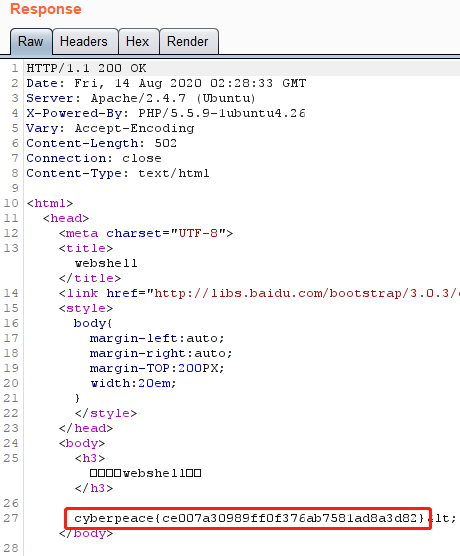 Response
Raw Headers Hex Render
1 HTTP/1.1 200 OK
2 Date: Fri, 14 Aug 2020 02:28:33 GMT
3 Server: Apache/2.4.7 (Ubuntu)
4 X-Powered-By: PHP/5.5.9-1ubuntu4.26
5 Vary: Accept-Encoding
6 Content-Length: 502
7 Connection: close
8 Content-Type: text/html
9
10 <html>
11 <head>
12 <meta charset="UTF-8">
13 <title>
webshell
</title>
14 <link href="http://libs.baidu.com/bootstrap/3.0.3/
15 <style>
16 body{
17 margin-left:auto;
18 margin-right:auto;
19 margin-TOP:200PX;
20 width:20em;
21 }
22 </style>
23 </head>
24 <body>
25 <h3>
□□□□webshell□□
</h3>
26
27 cyberpeace{ce007a30989ff0f376ab7581ad8a3d82}&lt;
</body>
28